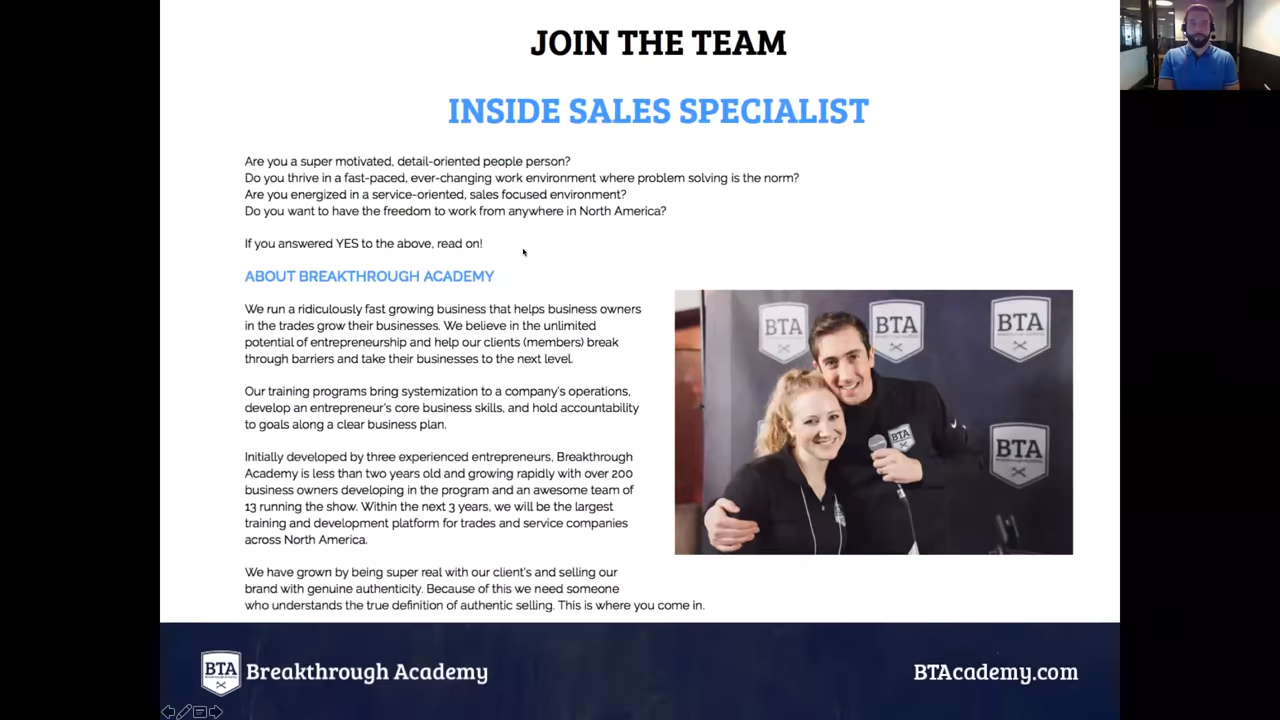 JOIN THE TEAM
INSIDE SALES SPECIALIST
Are you a super motivated, detail-oriented people person?
Do you thrive in a fast-paced, ever-changing work environment where problem solving is the norm?
Are you energized in a service-oriented, sales focused environment?
Do you want to have the freedom to work from anywhere in North America?
If you answered YES to the above, read on!
ABOUT BREAKTHROUGH ACADEMY
We run a ridiculously fast growing business that helps business owners
in the trades grow their businesses. We believe in the unlimited
potential of entrepreneurship and help our clients (members) break
through barriers and take their businesses to the next level.
Our training programs bring systemization to a company's operations,
develop an entrepreneur's core business skills, and hold accountability
to goals along a clear business plan.
Initially developed by three experienced entrepreneurs, Breakthrough
Academy is less than two years old and growing rapidly with over 200
business owners developing in the program and an awesome team of
13 running the show. Within the next 3 years, we will be the largest
training and development platform for trades and service companies
across North America.
We have grown by being super real with our client's and selling our
brand with genuine authenticity. Because of this we need someone
who understands the true definition of authentic selling. This is where you come in.
BTA
BTA
BTA
BTA
BTA
BTA
Breakthrough Academy
BTAcademy.com